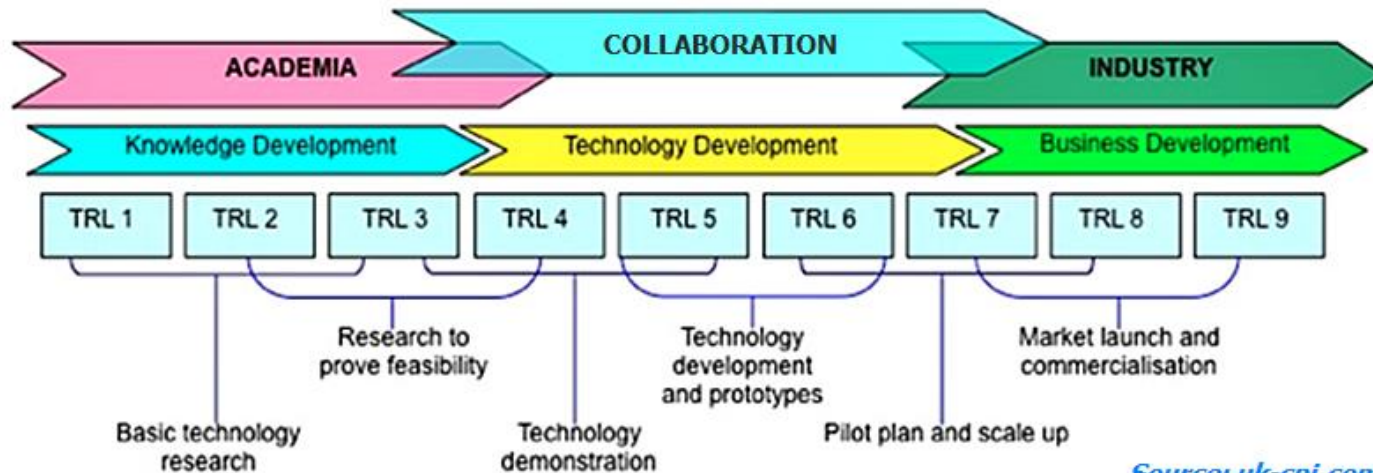 COLLABORATION
ACADEMIA
INDUSTRY
Knowledge Development
Technology Development
Business Development
TRL 1
TRL 2
TRL 3
TRL 4
TRL 5
TRL 6
TRL 7
TRL 8
TRL 9
Research to
prove feasibility
Technology
development
and prototypes
Market launch and
commercialisation
Basic technology
research
Technology
demonstration
Pilot plan and scale up